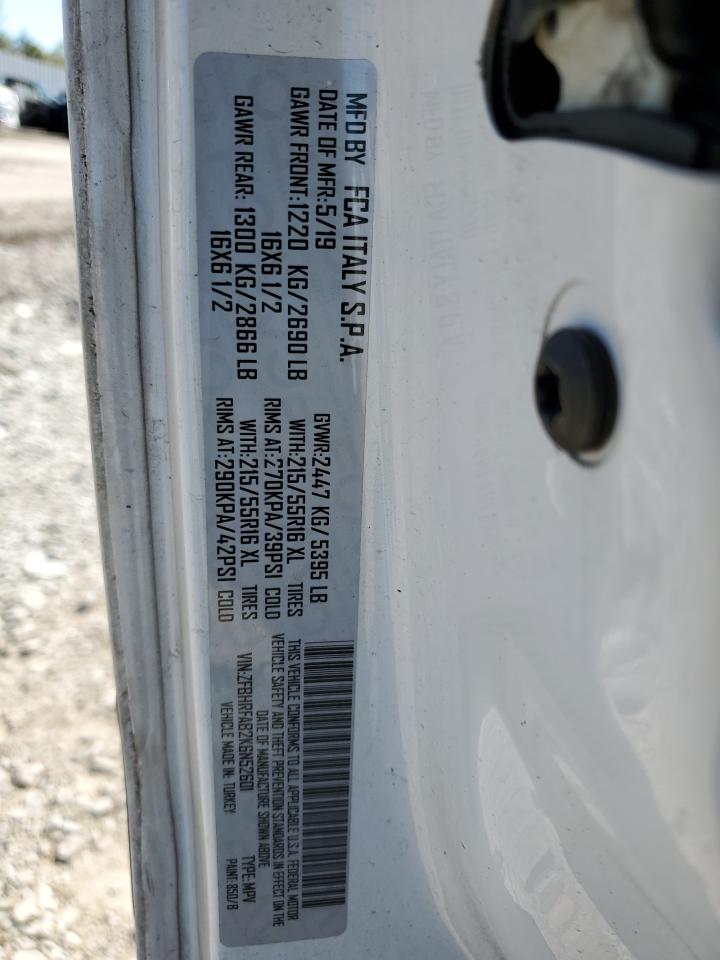 MFD BY FCA ITALY S.P.A.
DATE OF MFR:5/19 GVWR:2447 KG/5395 LB
GAWR FRONT:1220 KG/2690 LB WITH:215/55R16 XL TIRES
16X6 1/2 RIMS AT:270KPA/39PSI COLD
GAWR REAR:1300 KG/2866 LB WITH:215/55R16 XL TIRES
16X6 1/2 RIMS AT:290KPA/42PSI COLD
THIS VEHICLE CONFORMS TO ALL APPLICABLE U.S.A. FEDERAL MOTOR
VEHICLE SAFETY AND THEFT PREVENTION STANDARDS IN EFFECT ON THE
DATE OF MANUFACTURE SHOWN ABOVE
VIN:ZFBHRFAB2K6N52601 TYPE:MPV
VEHICLE MADE IN: TURKEY PAINT:850/B